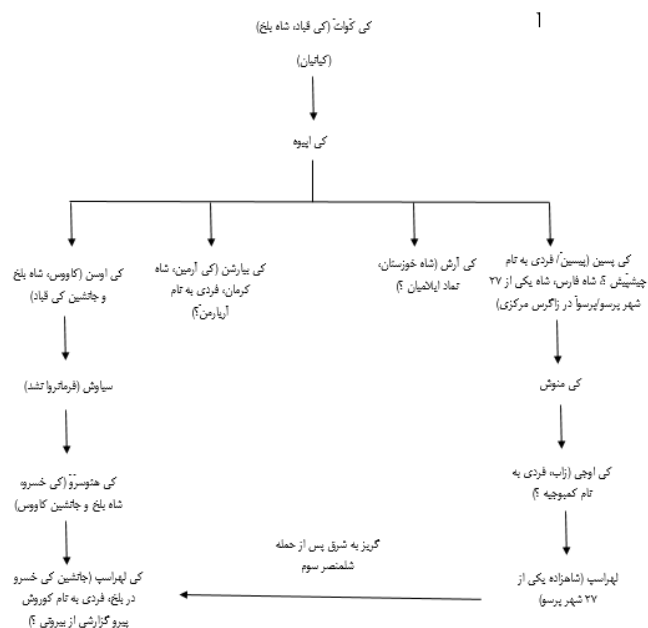 ۱
کی کَواتَ (کی قباد، شاه بلخ)
(کیانیان)
کی اپیوه
کی پسین (پیسینَ/ فردی به نام
چیشپیش ؟، شاه فارس، شاه یکی از ۲۷
شهر پرسو/پرسوآ در زاگرس مرکزی)
کی آرش (شاه خوزستان،
نماد ایلامیان ؟)
کی بیارشن (کی آرمین، شاه
کرمان، فردی به نام
آریارمن؟)
کی اوسن (کاووس، شاه بلخ
و جانشین کی قباد)
کی منوش
سیاوش (فرمانروا نشد)
کی اوجی (زاب، فردی به
نام کمبوجیه ؟)
کی هئوسرَوَ (کی خسرو،
شاه بلخ و جانشین کاووس)
لهراسپ (شاهزاده یکی از
۲۷ شهر پرسو)
گریز به شرق پس از حمله
شلمنصر سوم
کی لهراسپ (جانشین کی خسرو
در بلخ، فردی به نام کوروش
پیرو گزارشی از بیرونی ؟)